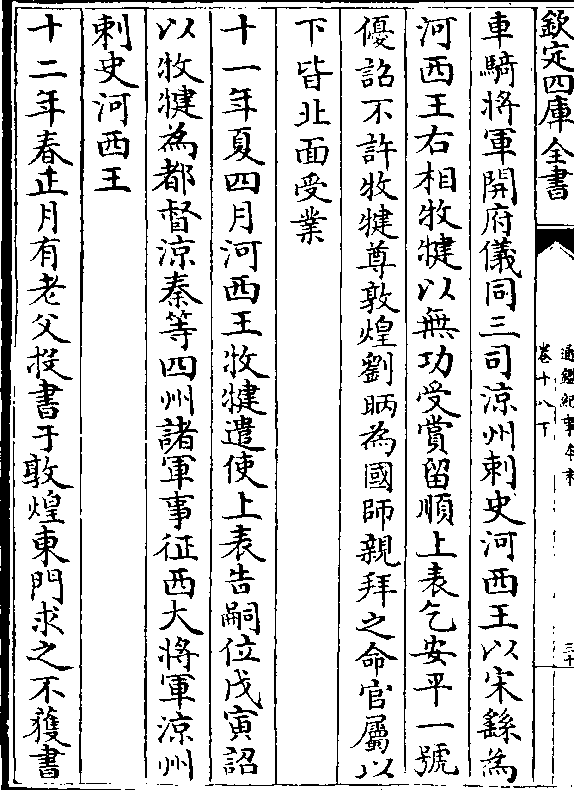 欽定四庫全書
通鑑紀事本末
卷十八下
三十
車騎將軍開府儀同三司涼州刺史河西王以宋繇為
河西王右相牧犍以無功受賞留順上表乞安平一號
優詔不許牧犍尊敦煌劉昞為國師親拜之命官屬以
下皆北面受業
十一年夏四月河西王牧犍遣使上表告嗣位戊寅詔
以牧犍為都督涼秦等四州諸軍事征西大將軍涼州
刺史河西王
十二年春正月有老父投書于敦煌東門求之不獲書